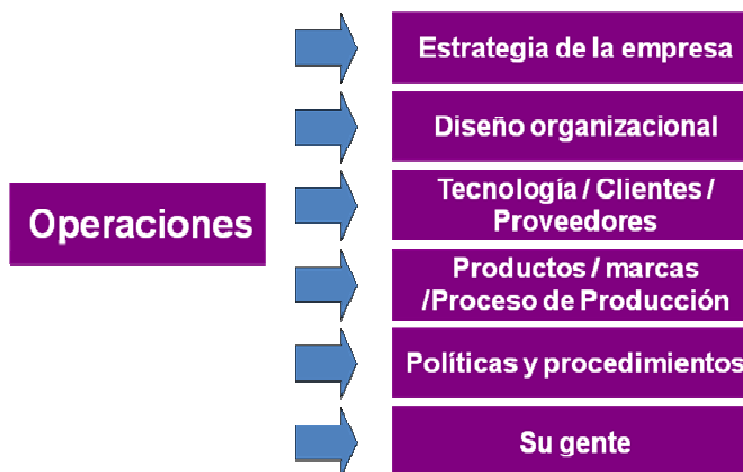 Operaciones
Estrategia de la empresa
Diseño organizacional
Tecnología / Clientes /
Proveedores
Productos / marcas
/Proceso de Producción
Políticas y procedimientos
Su gente